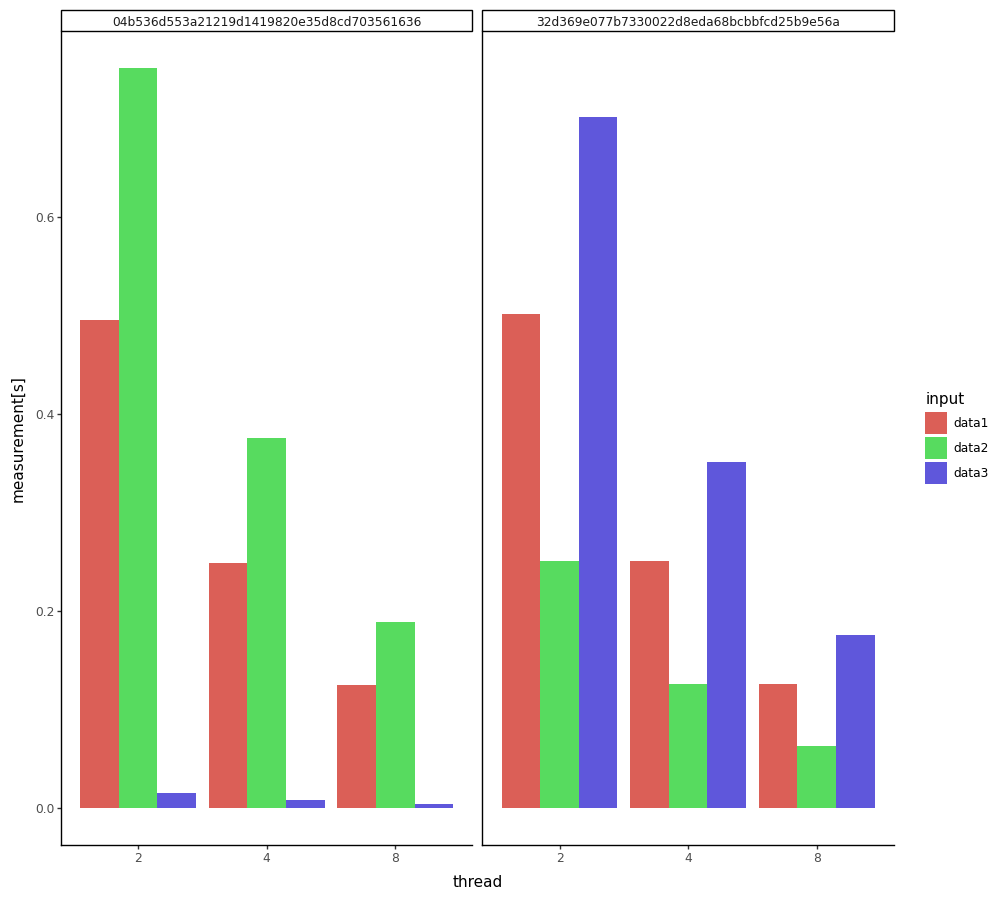 04b536d553a21219d1419820e35d8cd703561636
32d369e077b7330022d8eda68bcbbfcd25b9e56a
measurement[s]
0.6
0.4
0.2
0.0
2
4
8
2
4
8
thread
input
data1
data2
data3